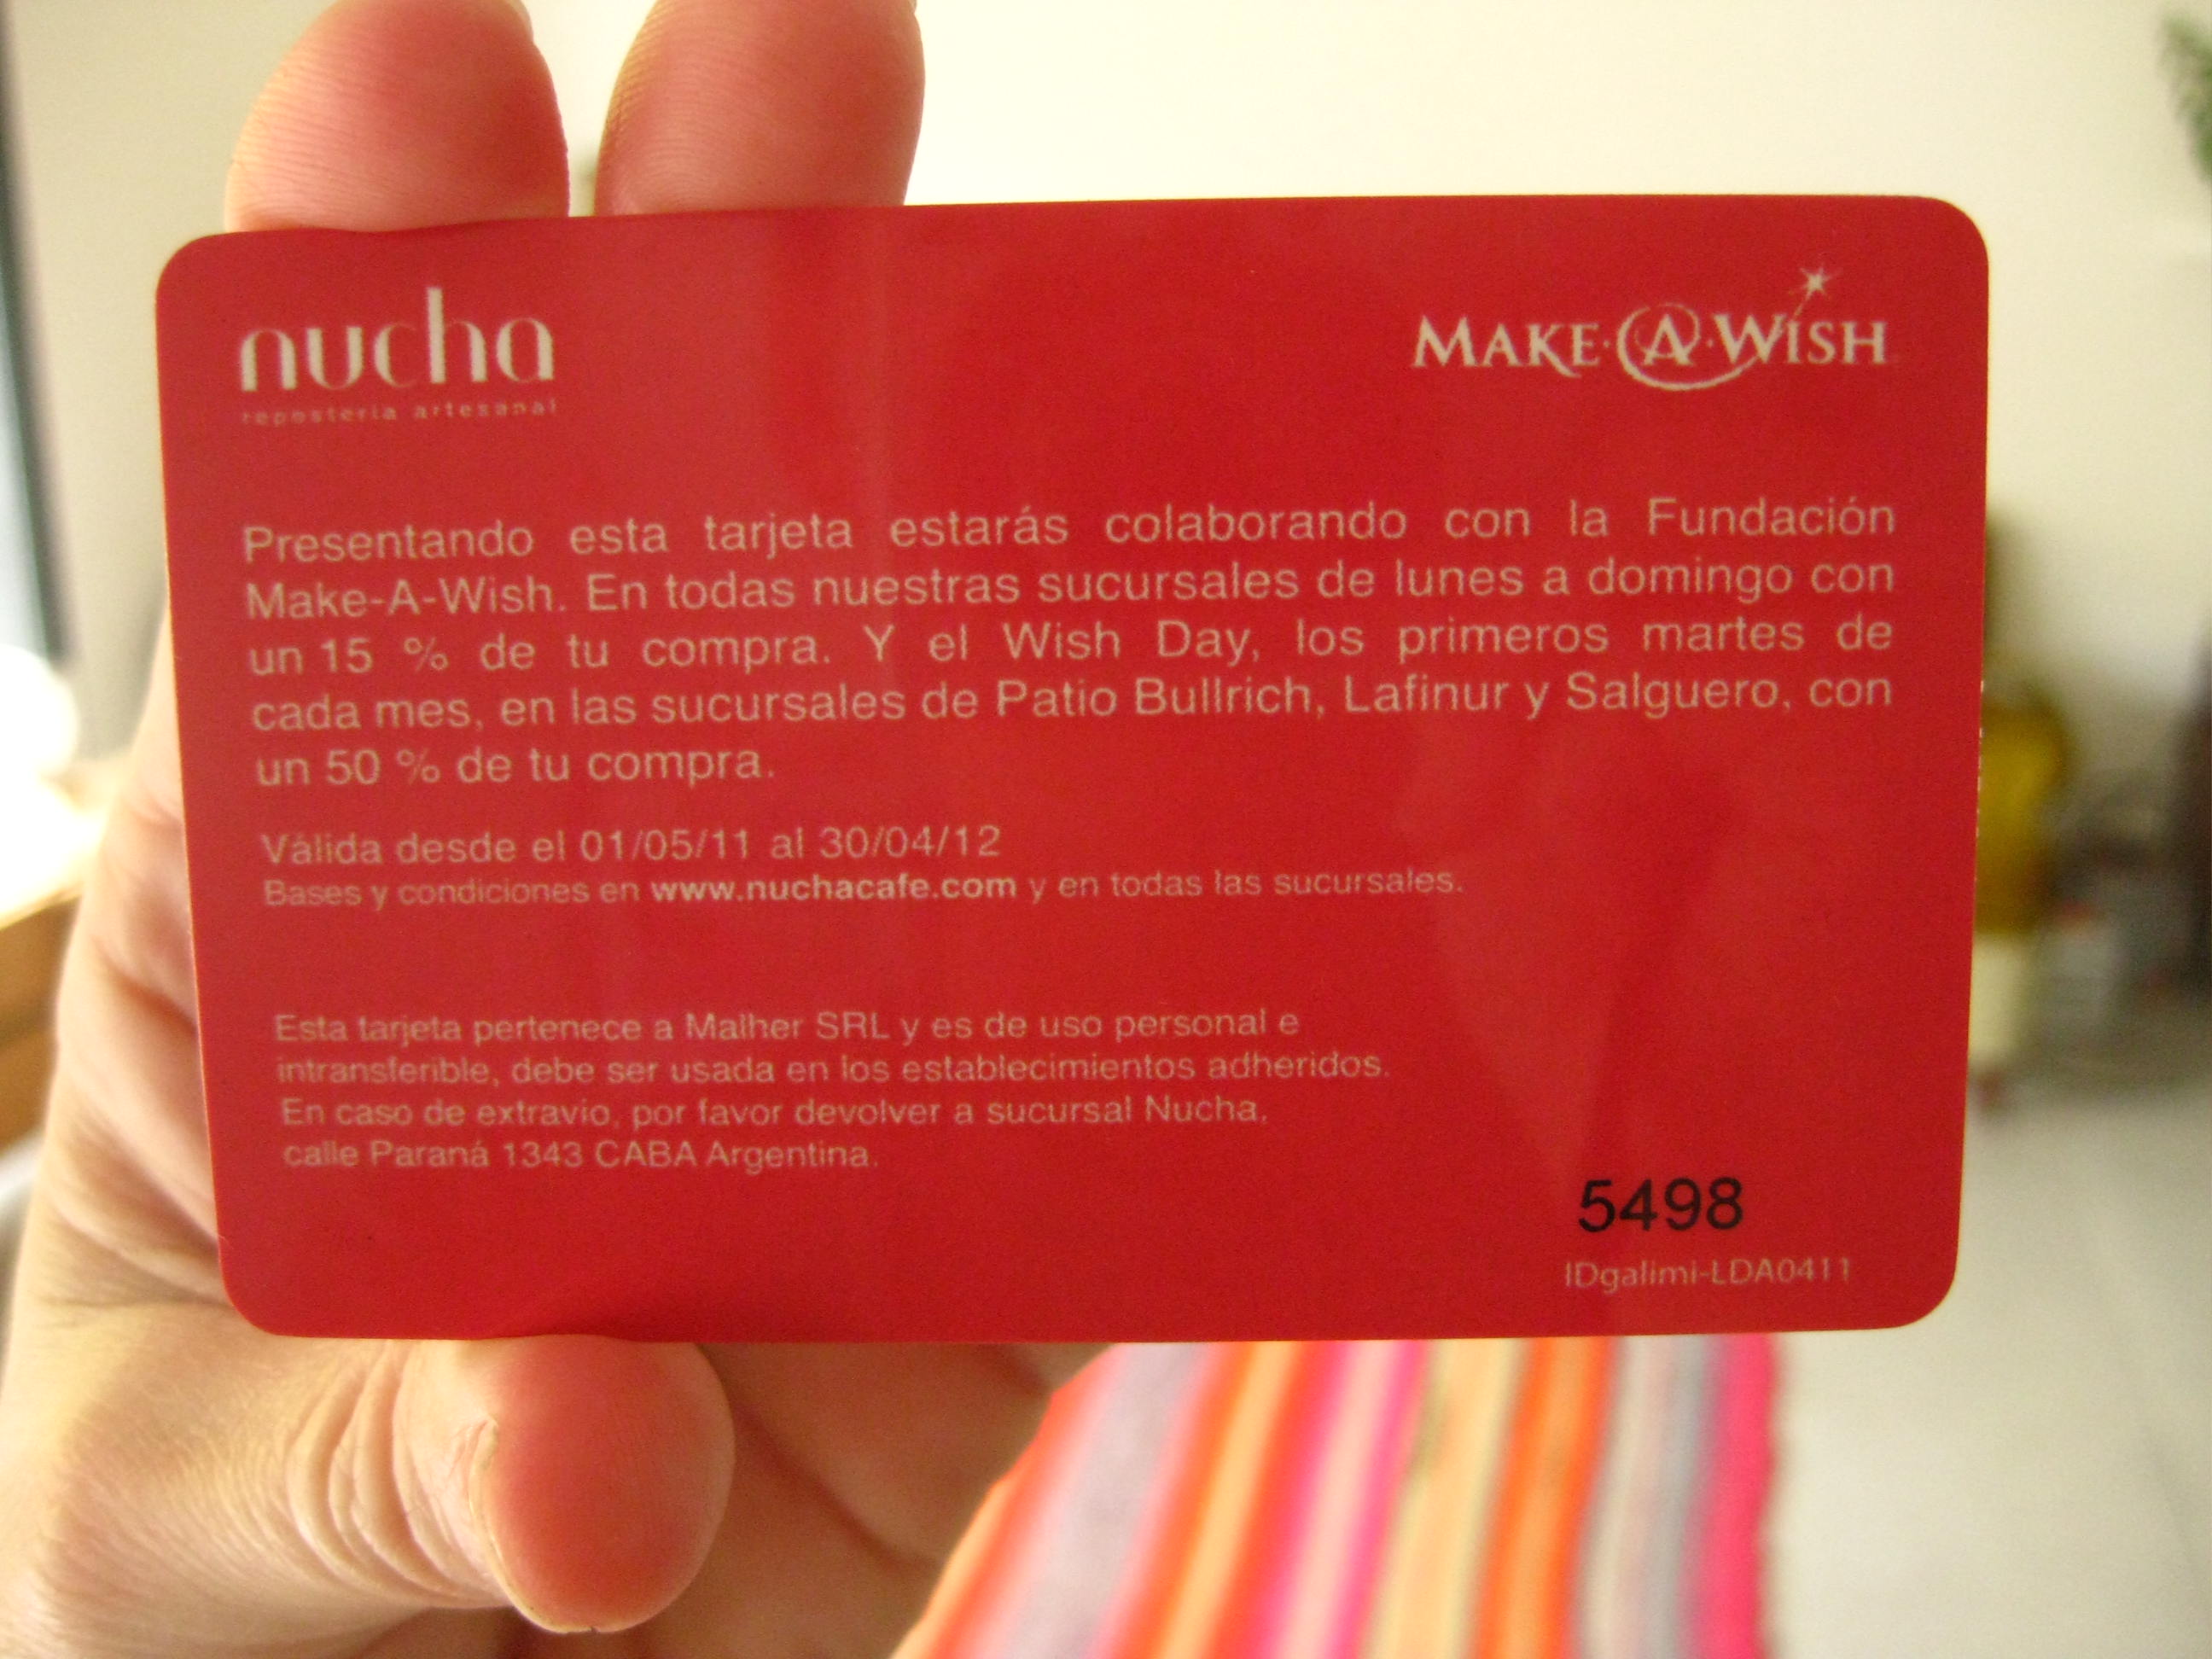 nucha
repostería artesanal
MAKE·A·WISH
Presentando esta tarjeta estarás colaborando con la Fundación
Make-A-Wish. En todas nuestras sucursales de lunes a domingo con
un 15 % de tu compra. Y el Wish Day, los primeros martes de
cada mes, en las sucursales de Patio Bullrich, Lafinur y Salguero, con
un 50 % de tu compra.
Válida desde el 01/05/11 al 30/04/12
Bases y condiciones en www.nuchacafe.com y en todas las sucursales.
Esta tarjeta pertenece a Malher SRL y es de uso personal e
intransferible, debe ser usada en los establecimientos adheridos.
En caso de extravío, por favor devolver a sucursal Nucha,
calle Paraná 1343 CABA Argentina.
5498
IDgalimi-LDA0411